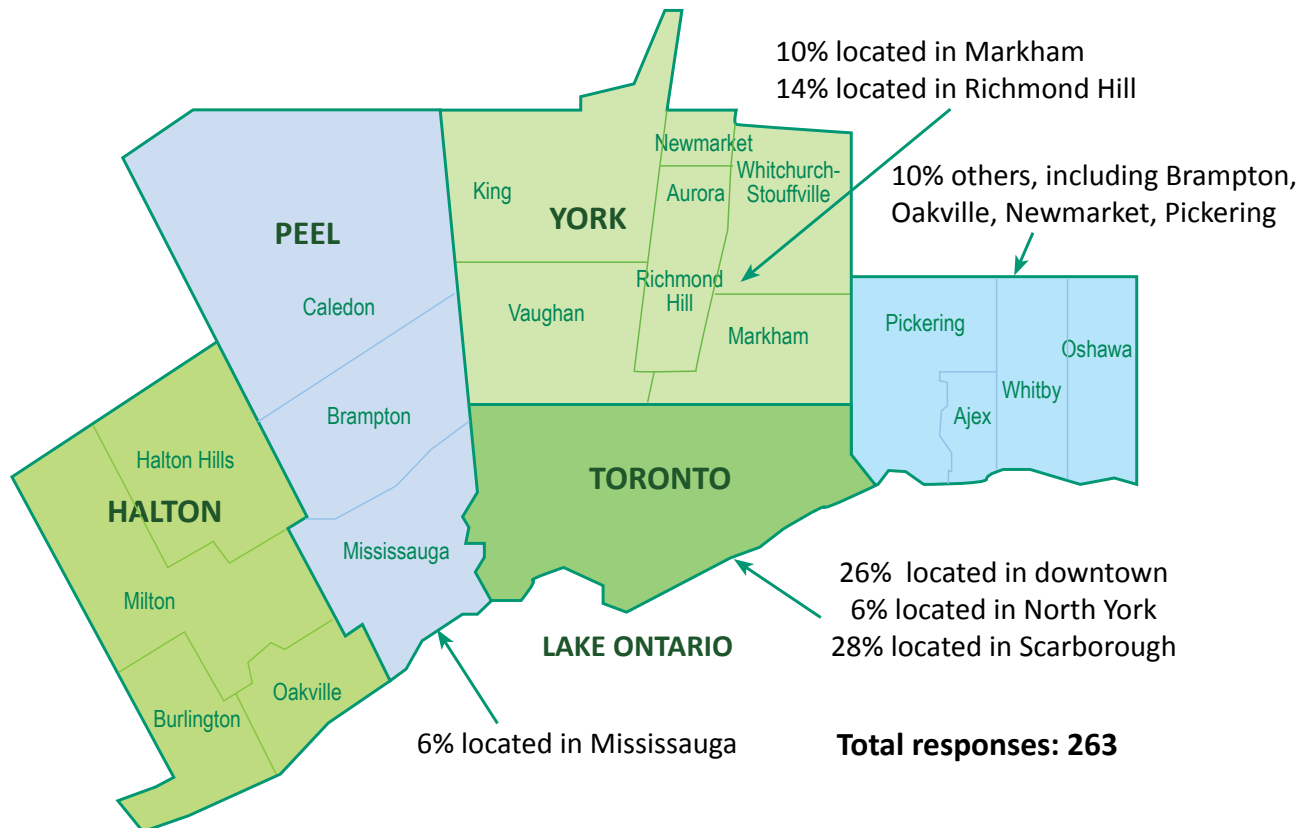 10% located in Markham
14% located in Richmond Hill
10% others, including Brampton,
Oakville, Newmarket, Pickering
Newmarket
Whitchurch-
Stouffville
King
Aurora
YORK
PEEL
Caledon
Richmond
Hill
Vaughan
Markham
Pickering
Oshawa
Whitby
Ajex
Brampton
Halton Hills
HALTON
TORONTO
Mississauga
Milton
26% located in downtown
6% located in North York
28% located in Scarborough
LAKE ONTARIO
Oakville
Burlington
6% located in Mississauga
Total responses: 263